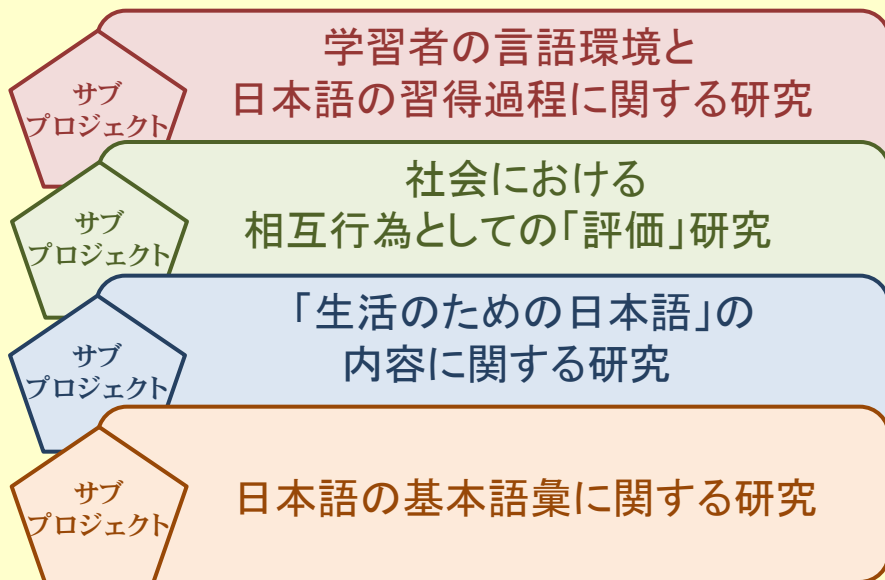 サブ
プロジェクト
学習者の言語環境と
日本語の習得過程に関する研究
サブ
プロジェクト
社会における
相互行為としての「評価」研究
サブ
プロジェクト
「生活のための日本語」の
内容に関する研究
サブ
プロジェクト
日本語の基本語彙に関する研究